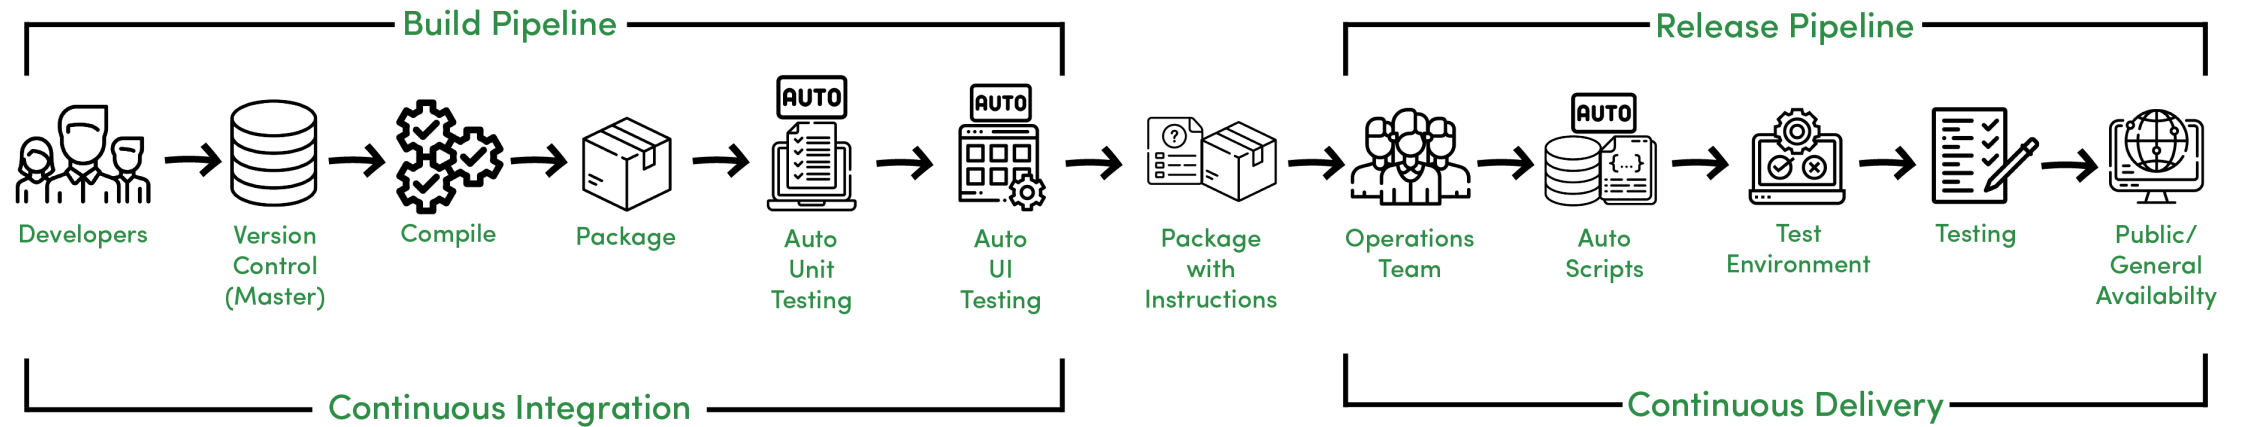 Build Pipeline
Release Pipeline
AUTO
AUTO
AUTO
Developers
Version
Control
(Master)
Compile
Package
Auto
Unit
Testing
Auto
UI
Testing
Package
with
Instructions
Operations
Team
Auto
Scripts
Test
Environment
Testing
Public/
General
Availabilty
Continuous Integration
Continuous Delivery